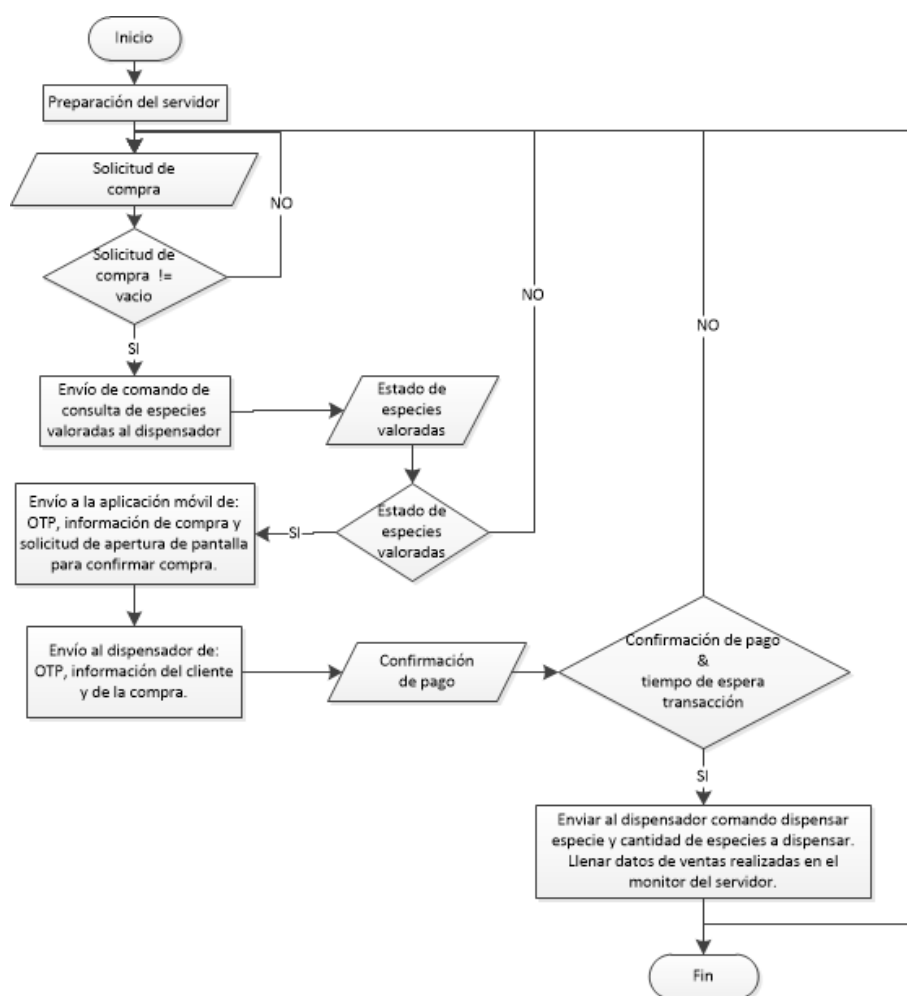 Inicio
Preparación del servidor
Solicitud de
compra
NO
Solicitud de
compra !=
vacio
SI
NO
NO
Envío de comando de
consulta de especies
valoradas al dispensador
Estado de
especies
valoradas
Envío a la aplicación móvil de:
OTP, información de compra y
solicitud de apertura de pantalla
para confirmar compra.
SI
Estado de
especies
valoradas
Envío al dispensador de:
OTP, información del cliente
y de la compra.
Confirmación
de pago
Confirmación de pago
&
tiempo de espera
transacción
SI
Enviar al dispensador comando dispensar
especie y cantidad de especies a dispensar.
Llenar datos de ventas realizadas en el
monitor del servidor.
Fin